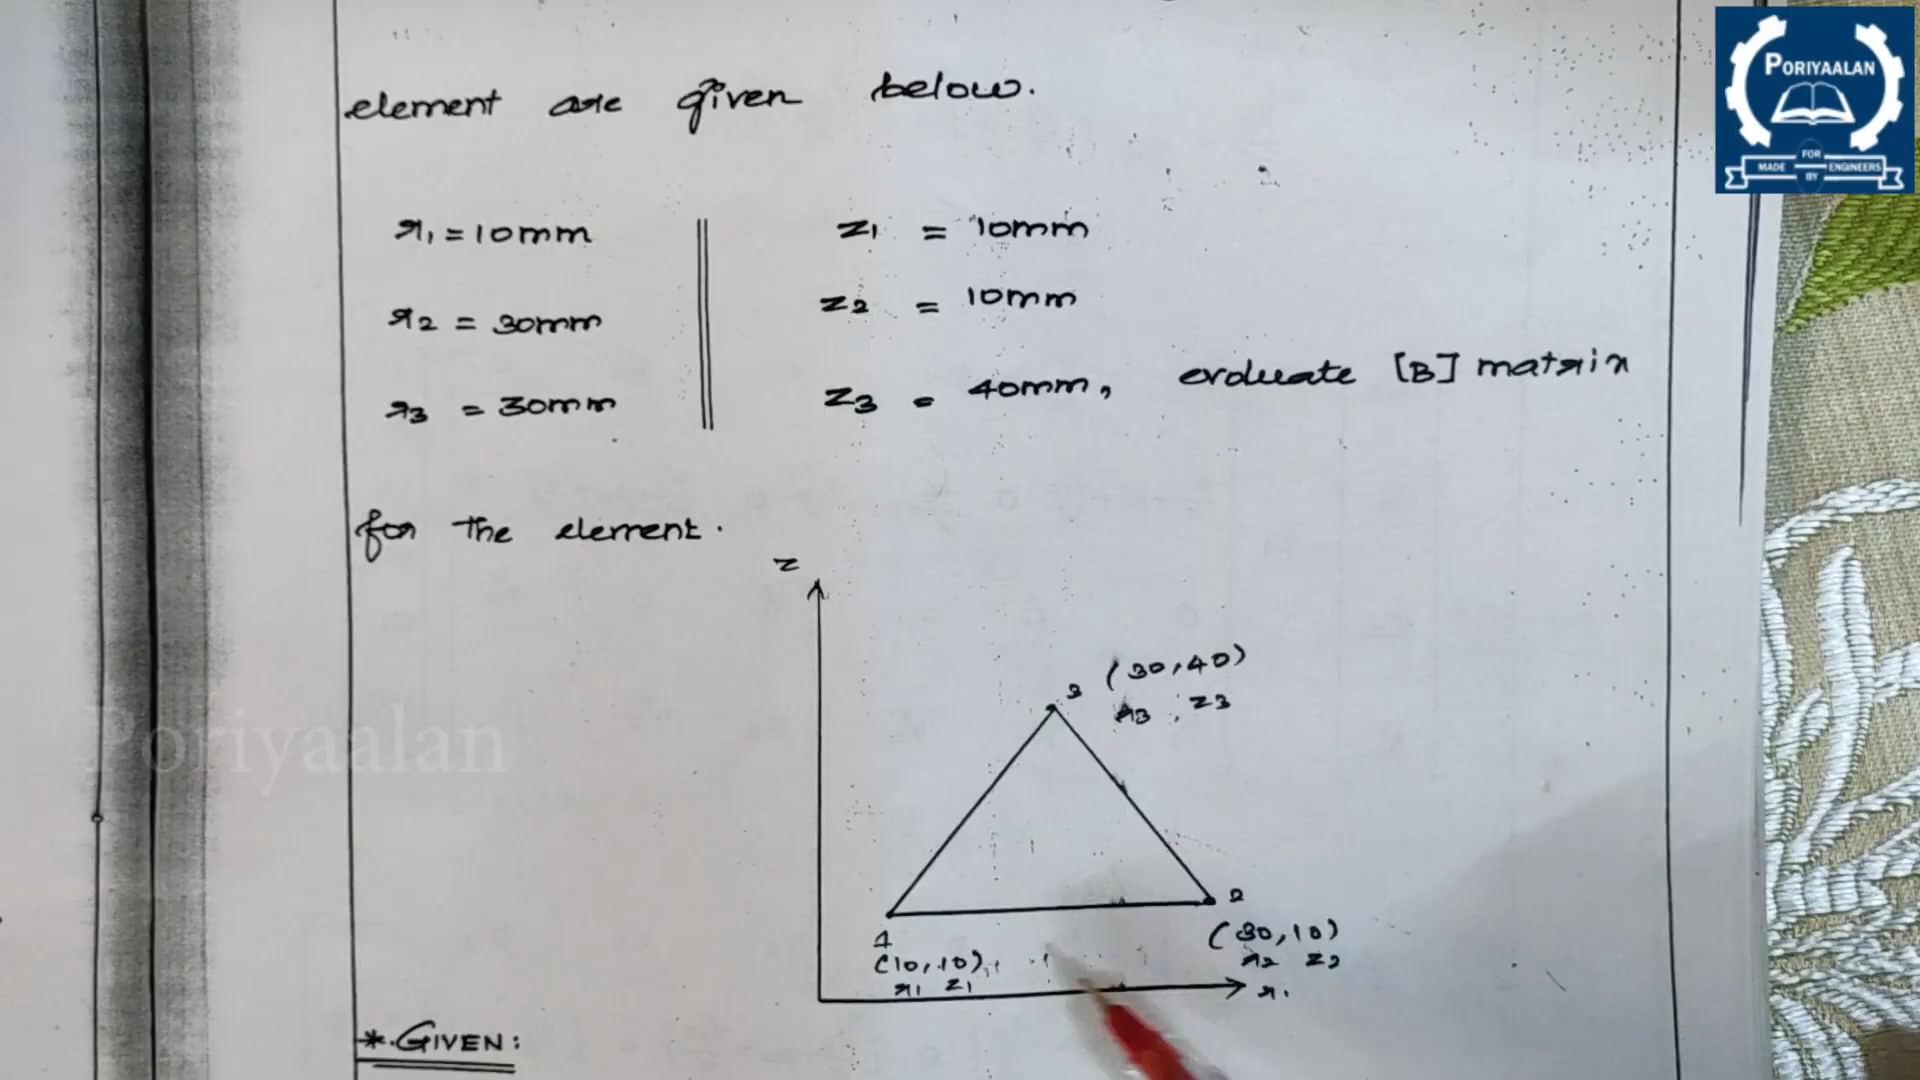 PORIYAALAN
MADE FOR BY ENGINEERS
element are given below.
r1 = 10mm
z1 = 10mm
r2 = 30mm
z2 = 10mm
r3 = 30mm
z3 = 40mm, evaluate [B] matrix
for the element.
z
(30,40)
3
r3, z3
Poriyaalan
2
1
(30,10)
(10,10)
r2 z2
r1 z1
r.
*. GIVEN: